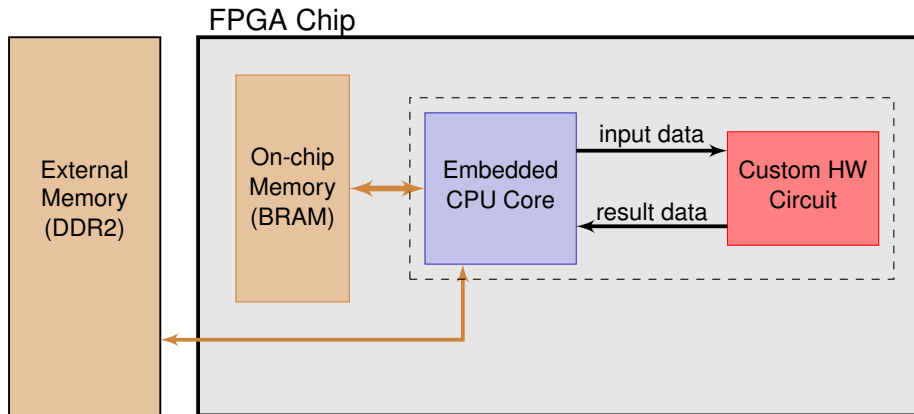 FPGA Chip
External
Memory
(DDR2)
On-chip
Memory
(BRAM)
Embedded
CPU Core
input data
result data
Custom HW
Circuit